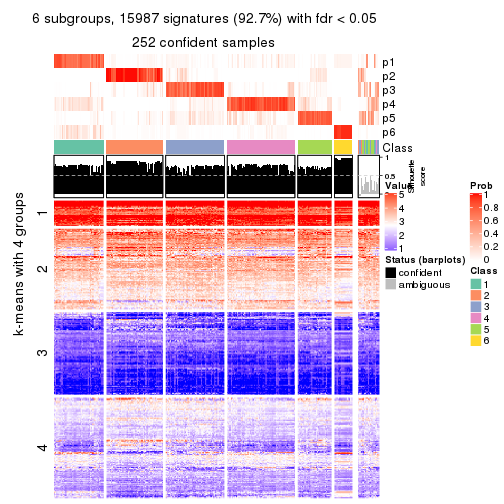 6 subgroups, 15987 signatures (92.7%) with fdr < 0.05
252 confident samples
p1
p2
p3
p4
p5
p6
Class
1
0.5
0
Silhouette
score
k-means with 4 groups
1
2
3
4
Value
5
4
3
2
1
Status (barplots)
confident
ambiguous
Prob
1
0.8
0.6
0.4
0.2
0
Class
1
2
3
4
5
6